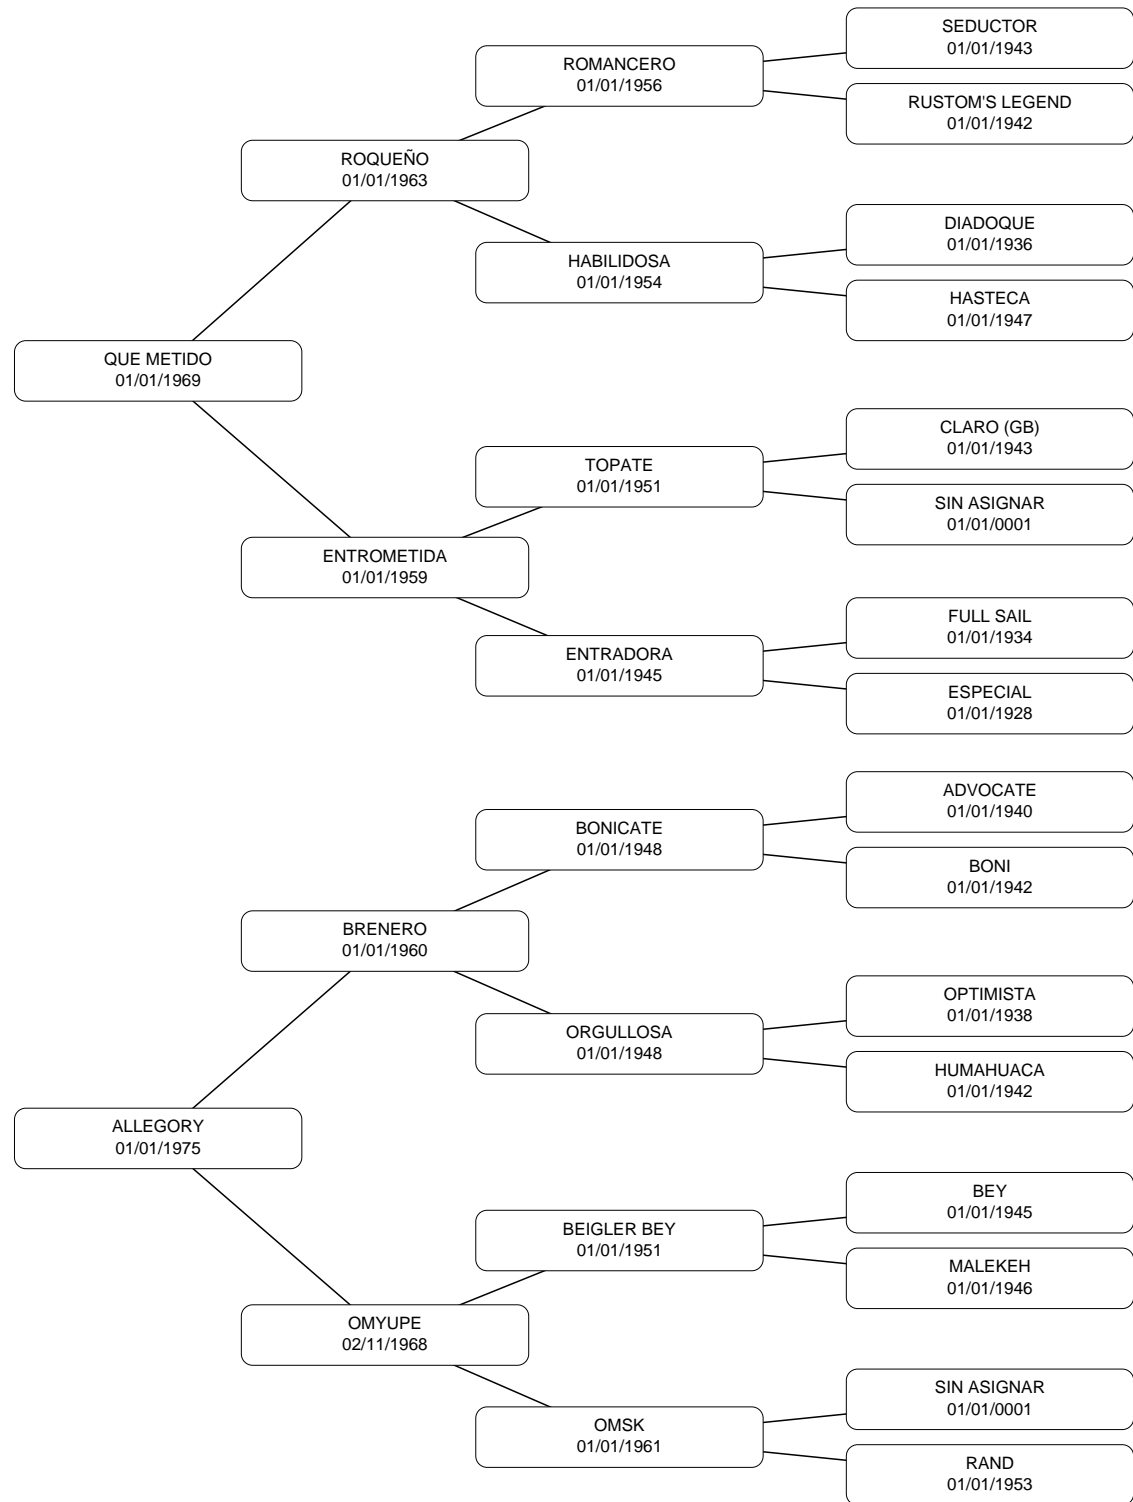 SEDUCTOR
01/01/1943
ROMANCERO
01/01/1956
RUSTOM'S LEGEND
01/01/1942
ROQUEÑO
01/01/1963
DIADOQUE
01/01/1936
HABILIDOSA
01/01/1954
HASTECA
01/01/1947
QUE METIDO
01/01/1969
CLARO (GB)
01/01/1943
TOPATE
01/01/1951
SIN ASIGNAR
01/01/0001
ENTROMETIDA
01/01/1959
FULL SAIL
01/01/1934
ENTRADORA
01/01/1945
ESPECIAL
01/01/1928
ADVOCATE
01/01/1940
BONICATE
01/01/1948
BONI
01/01/1942
BRENERO
01/01/1960
OPTIMISTA
01/01/1938
ORGULLOSA
01/01/1948
HUMAHUACA
01/01/1942
ALLEGORY
01/01/1975
BEY
01/01/1945
BEIGLER BEY
01/01/1951
MALEKEH
01/01/1946
OMYUPE
02/11/1968
SIN ASIGNAR
01/01/0001
OMSK
01/01/1961
RAND
01/01/1953